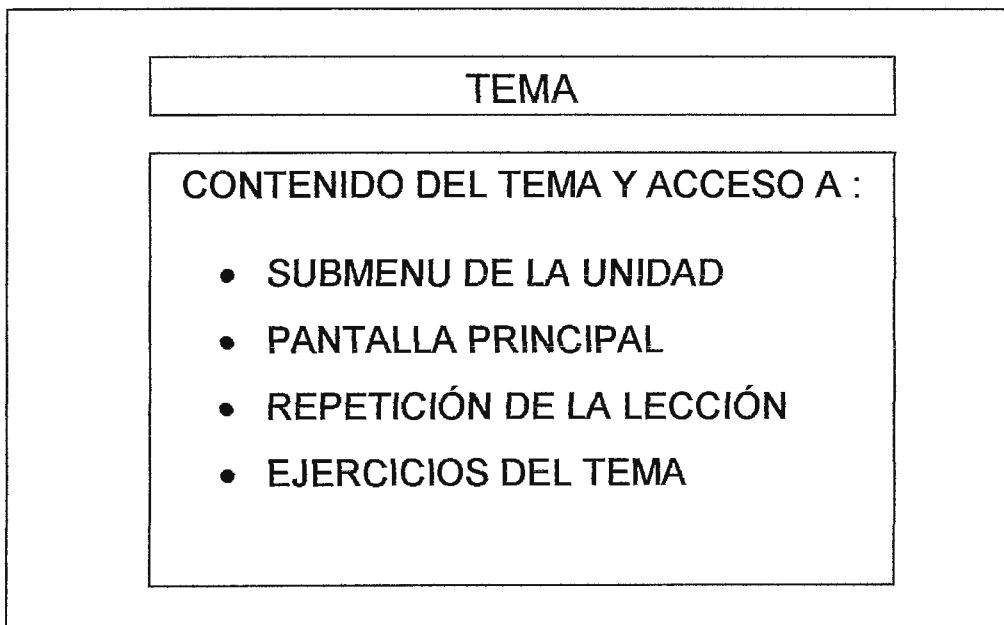 TEMA
CONTENIDO DEL TEMA Y ACCESO A :
• SUBMENU DE LA UNIDAD
• PANTALLA PRINCIPAL
• REPETICIÓN DE LA LECCIÓN
• EJERCICIOS DEL TEMA